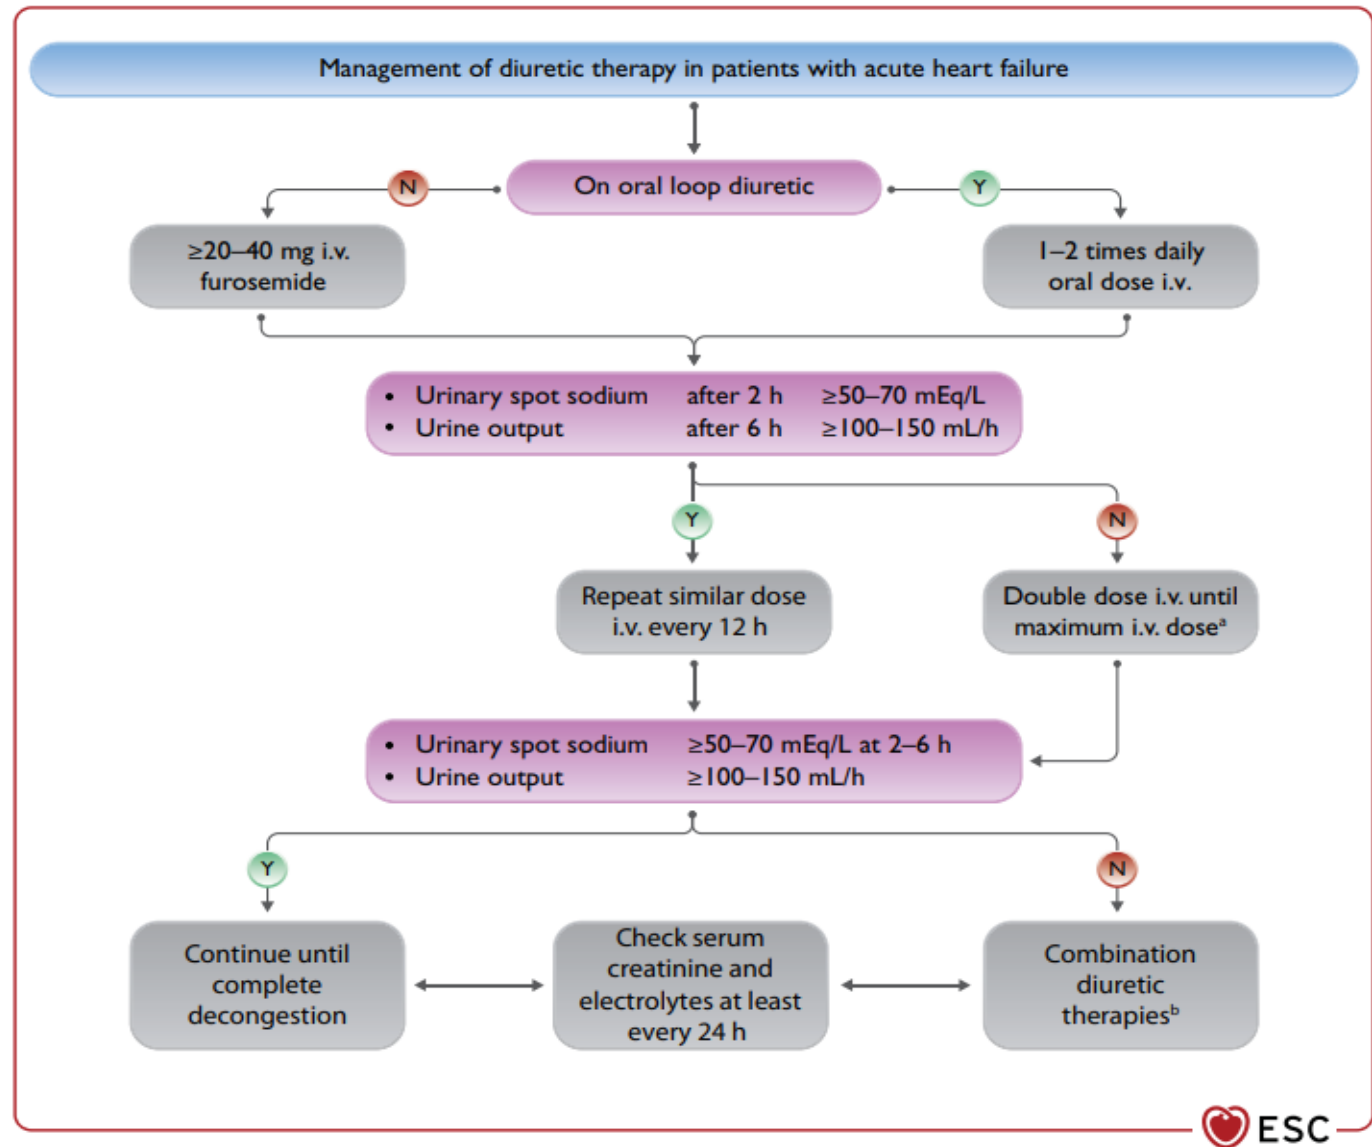 Management of diuretic therapy in patients with acute heart failure
On oral loop diuretic
N
Y
≥20–40 mg i.v.
furosemide
1–2 times daily
oral dose i.v.
• Urinary spot sodium after 2 h ≥50–70 mEq/L
• Urine output after 6 h ≥100–150 mL/h
Y
N
Repeat similar dose
i.v. every 12 h
Double dose i.v. until
maximum i.v. doseᵃ
• Urinary spot sodium ≥50–70 mEq/L at 2–6 h
• Urine output ≥100–150 mL/h
Y
N
Continue until
complete
decongestion
Check serum
creatinine and
electrolytes at least
every 24 h
Combination
diuretic
therapiesᵇ
ESC